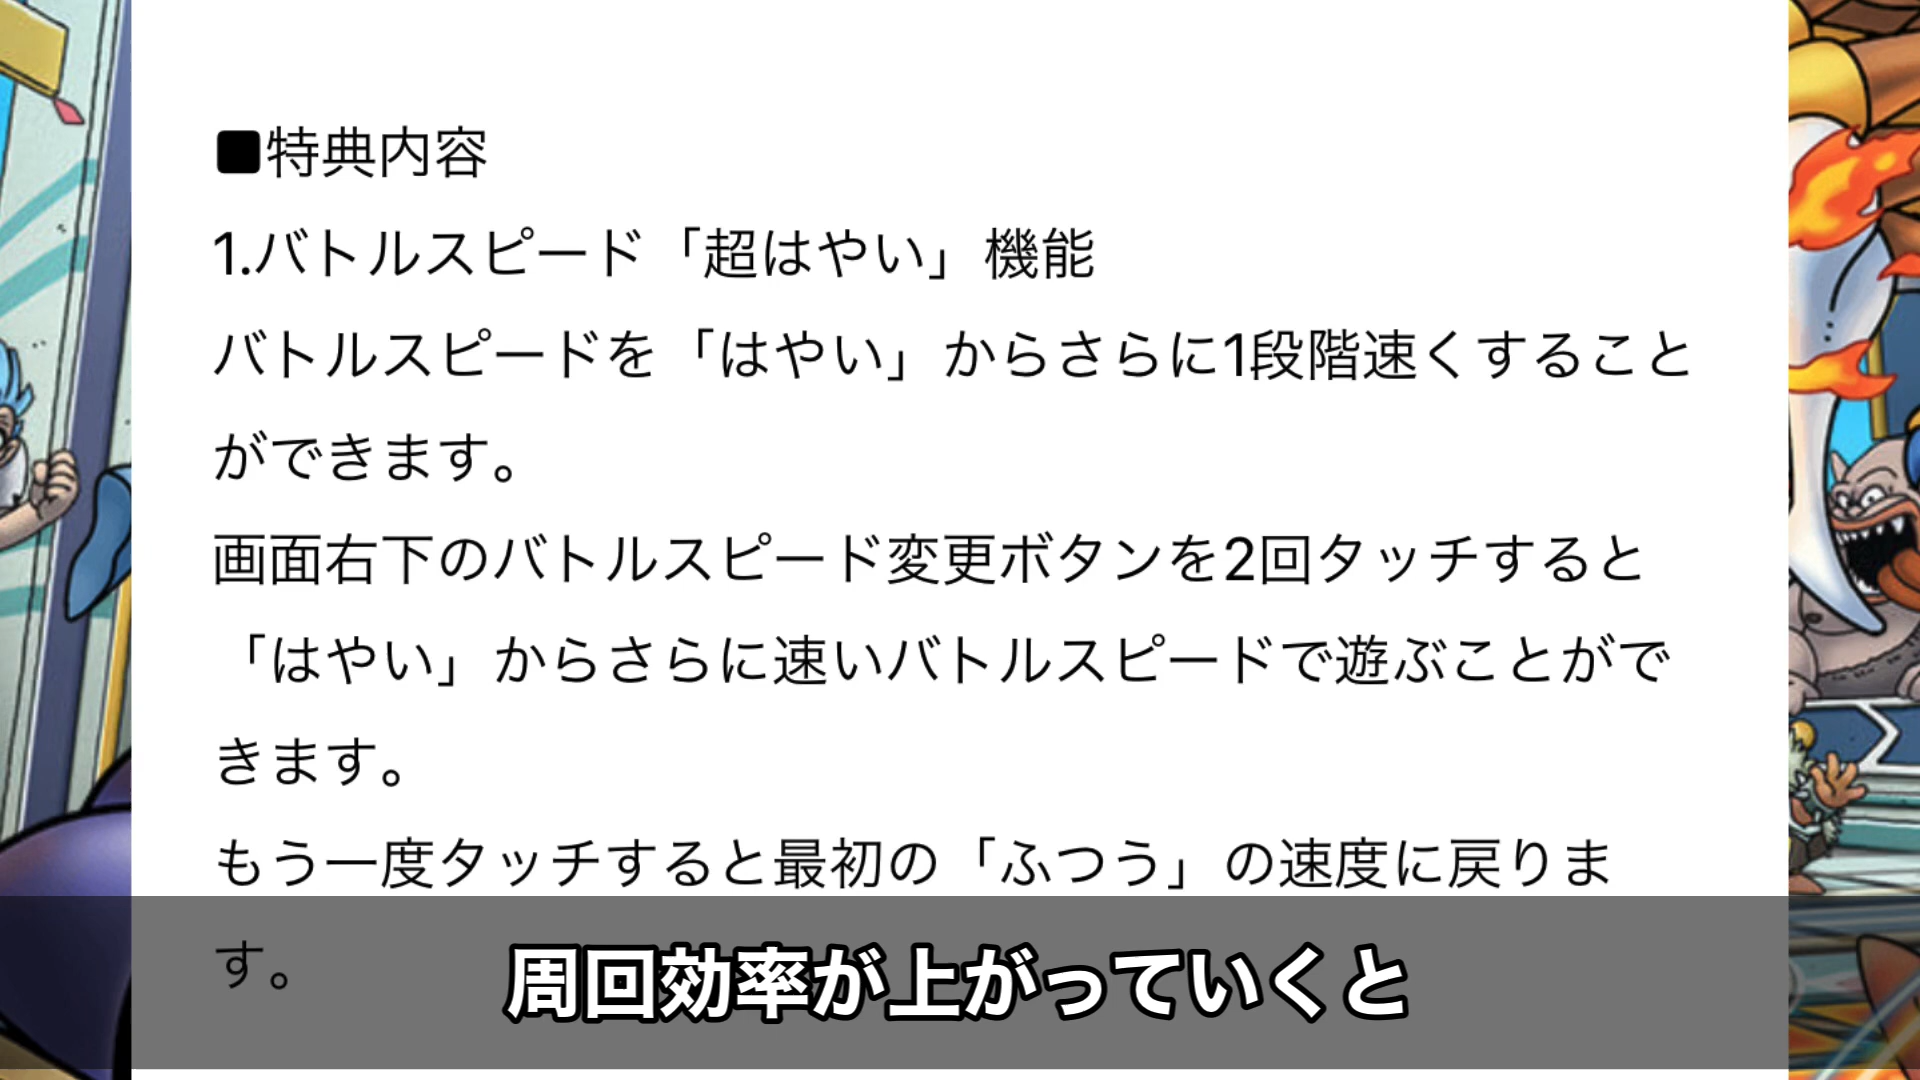 ■特典内容
1.バトルスピード「超はやい」機能
バトルスピードを「はやい」からさらに1段階速くすること
ができます。
画面右下のバトルスピード変更ボタンを2回タッチすると
「はやい」からさらに速いバトルスピードで遊ぶことがで
きます。
もう一度タッチすると最初の「ふつう」の速度に戻りま
す。
周回効率が上がっていくと